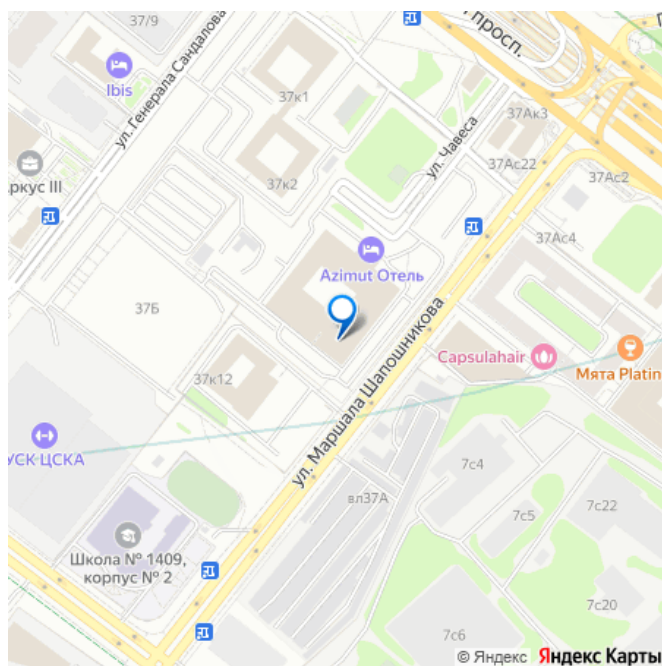 37/9
ул. Генерала Сандалова
Ibis
37к1
просп.
37Ак3
ул. Чавеса
37Ас22
37Ас2
ркус III
37к2
37Ас4
Azimut Отель
37Б
ул. Маршала Шапошникова
Capsulahair
Мята Platin
37к12
УСК ЦСКА
7с4
вл37А
7с22
7с5
Школа № 1409,
корпус № 2
7с20
7с6
© Яндекс Яндекс Карты